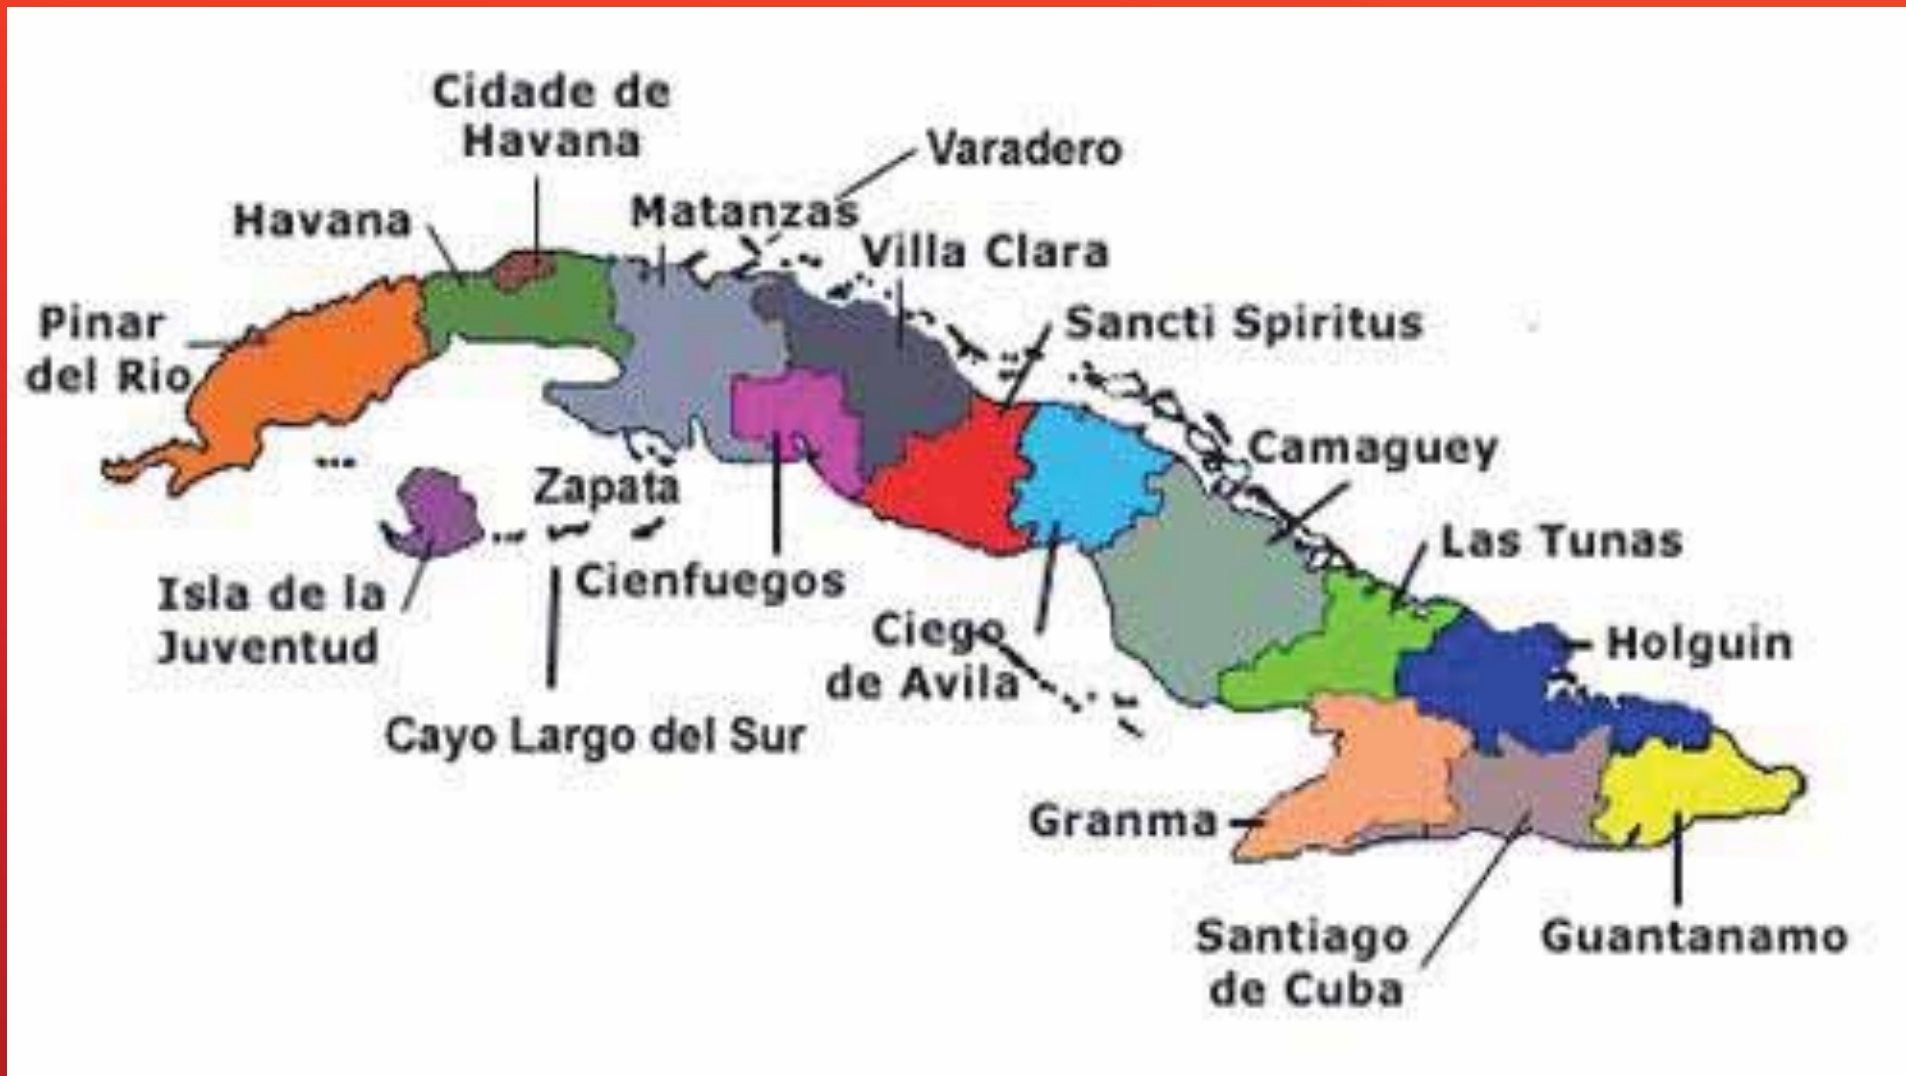 Cidade de
Havana
Varadero
Havana
Matanzas
Villa Clara
Pinar
del Rio
Sancti Spiritus
Camaguey
Zapata
Las Tunas
Isla de la
Juventud
Cienfuegos
Ciego
de Avila
Holguin
Cayo Largo del Sur
Granma
Santiago
de Cuba
Guantanamo